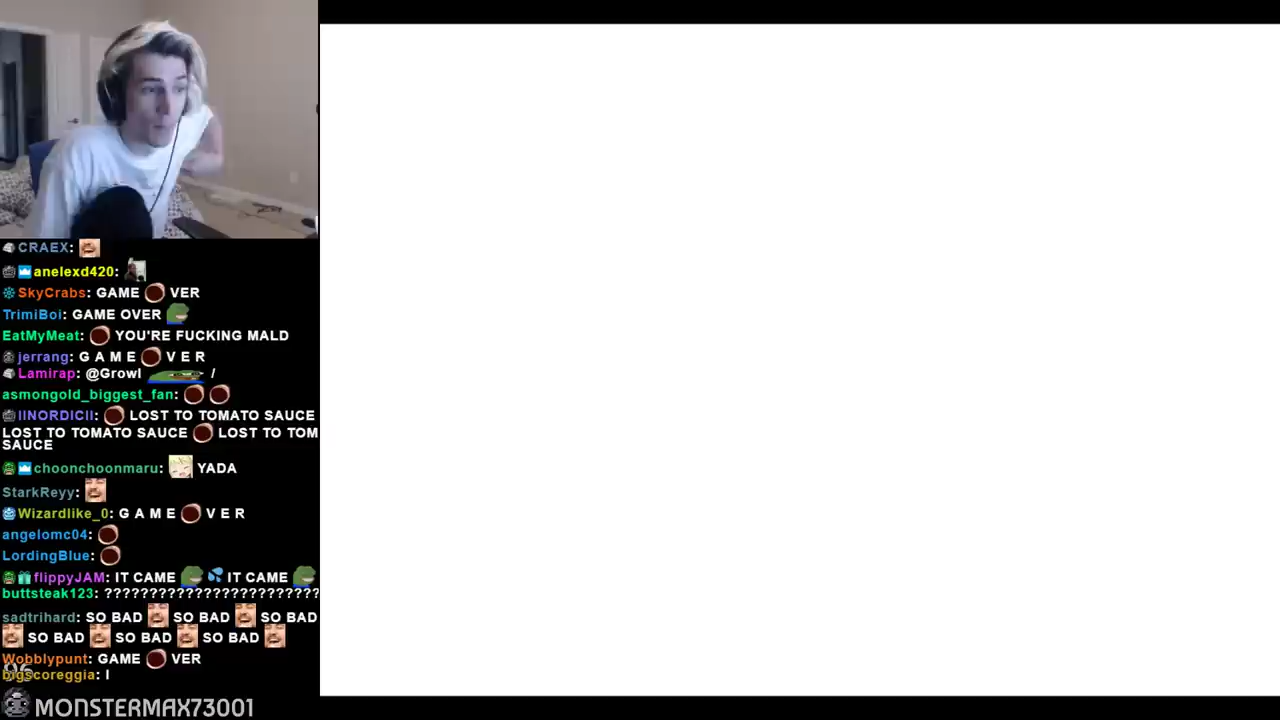 CRAEX:
anelexd420:
SkyCrabs: GAME VER
TrimiBoi: GAME OVER
EatMyMeat: YOU'RE FUCKING MALD
jerrang: G A M E V E R
Lamirap: @Growl /
asmongold_biggest_fan:
IINORDICII: LOST TO TOMATO SAUCE
LOST TO TOMATO SAUCE LOST TO TOM
SAUCE
choonchoonmaru: YADA
StarkReyy:
Wizardlike_0: G A M E V E R
angelomc04:
LordingBlue:
flippyJAM: IT CAME IT CAME
buttsteak123: ????????????????????????
sadtrihard: SO BAD SO BAD SO BAD
SO BAD SO BAD SO BAD
Wobblypunt: GAME VER
bigscoreggia: I
MONSTERMAX73001